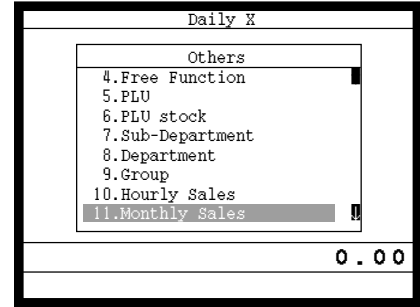 Daily X
Others
4.Free Function
5.PLU
6.PLU stock
7.Sub-Department
8.Department
9.Group
10.Hourly Sales
11.Monthly Sales
0.00